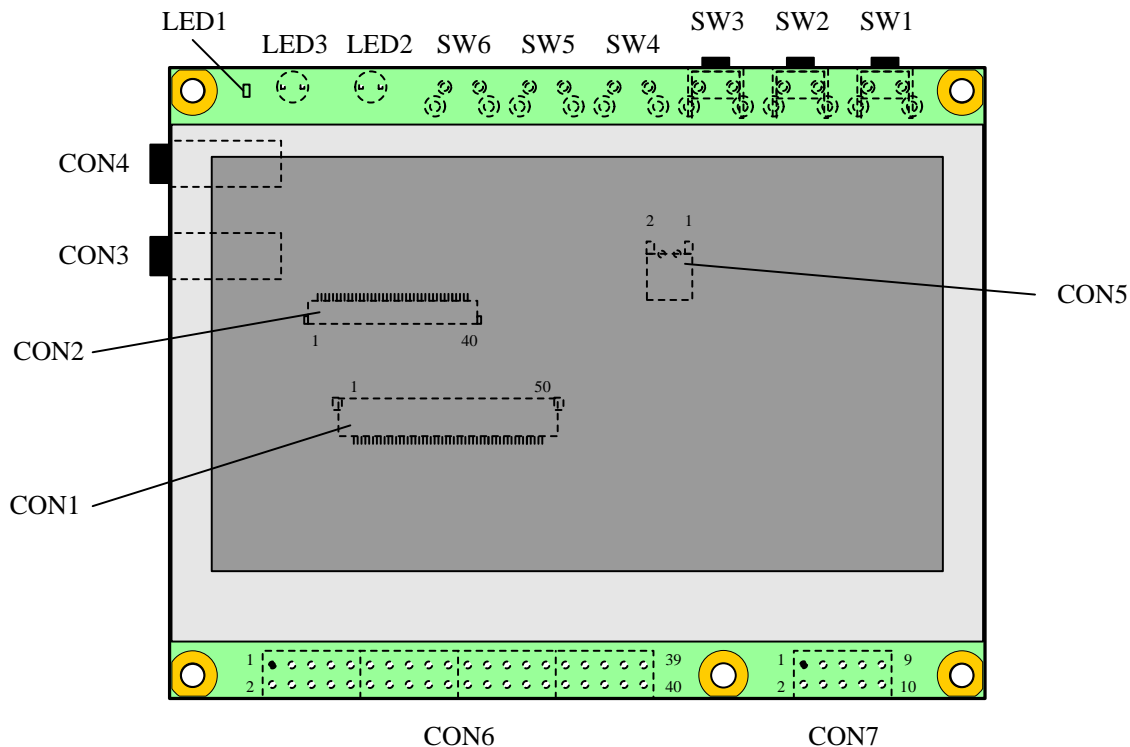 LED1
LED3 LED2 SW6 SW5 SW4 SW3 SW2 SW1
CON4
2 1
CON3
CON5
1 40
CON2
1 50
CON1
1 39 1 9
2 40 2 10
CON6 CON7